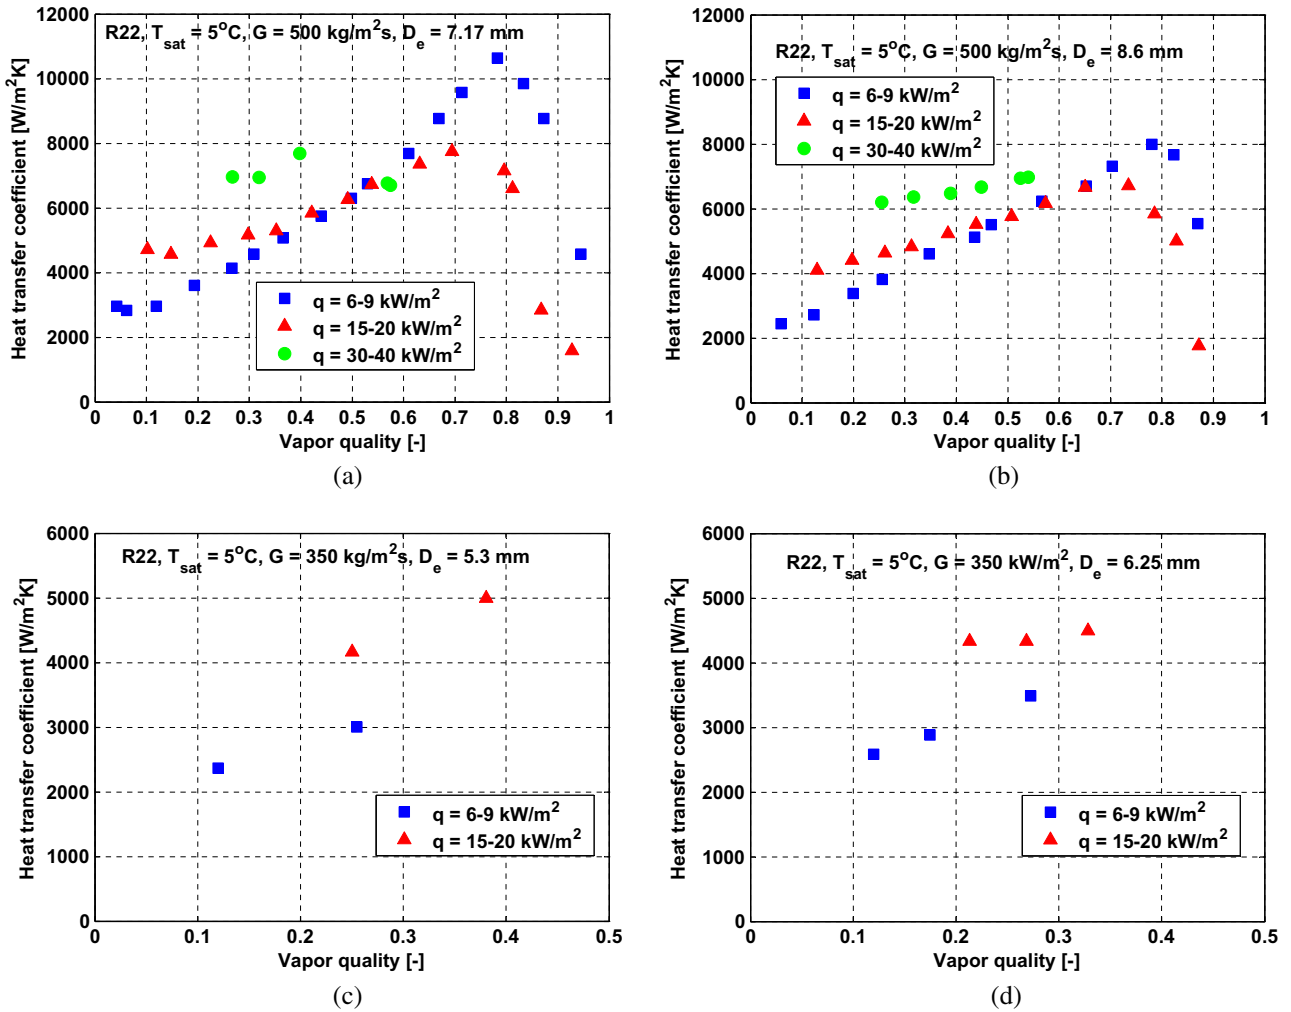 R22, T_sat = 5°C, G = 500 kg/m²s, D_e = 7.17 mm
Heat transfer coefficient [W/m²K]
12000
10000
8000
6000
4000
2000
0
q = 6-9 kW/m²
q = 15-20 kW/m²
q = 30-40 kW/m²
0 0.1 0.2 0.3 0.4 0.5 0.6 0.7 0.8 0.9 1
Vapor quality [-]
(a)
R22, T_sat = 5°C, G = 500 kg/m²s, D_e = 8.6 mm
Heat transfer coefficient [W/m²K]
12000
10000
8000
6000
4000
2000
0
q = 6-9 kW/m²
q = 15-20 kW/m²
q = 30-40 kW/m²
0 0.1 0.2 0.3 0.4 0.5 0.6 0.7 0.8 0.9 1
Vapor quality [-]
(b)
R22, T_sat = 5°C, G = 350 kg/m²s, D_e = 5.3 mm
Heat transfer coefficient [W/m²K]
6000
5000
4000
3000
2000
1000
0
q = 6-9 kW/m²
q = 15-20 kW/m²
0 0.1 0.2 0.3 0.4 0.5
Vapor quality [-]
(c)
R22, T_sat = 5°C, G = 350 kW/m², D_e = 6.25 mm
Heat transfer coefficient [W/m²K]
6000
5000
4000
3000
2000
1000
0
q = 6-9 kW/m²
q = 15-20 kW/m²
0 0.1 0.2 0.3 0.4 0.5
Vapor quality [-]
(d)